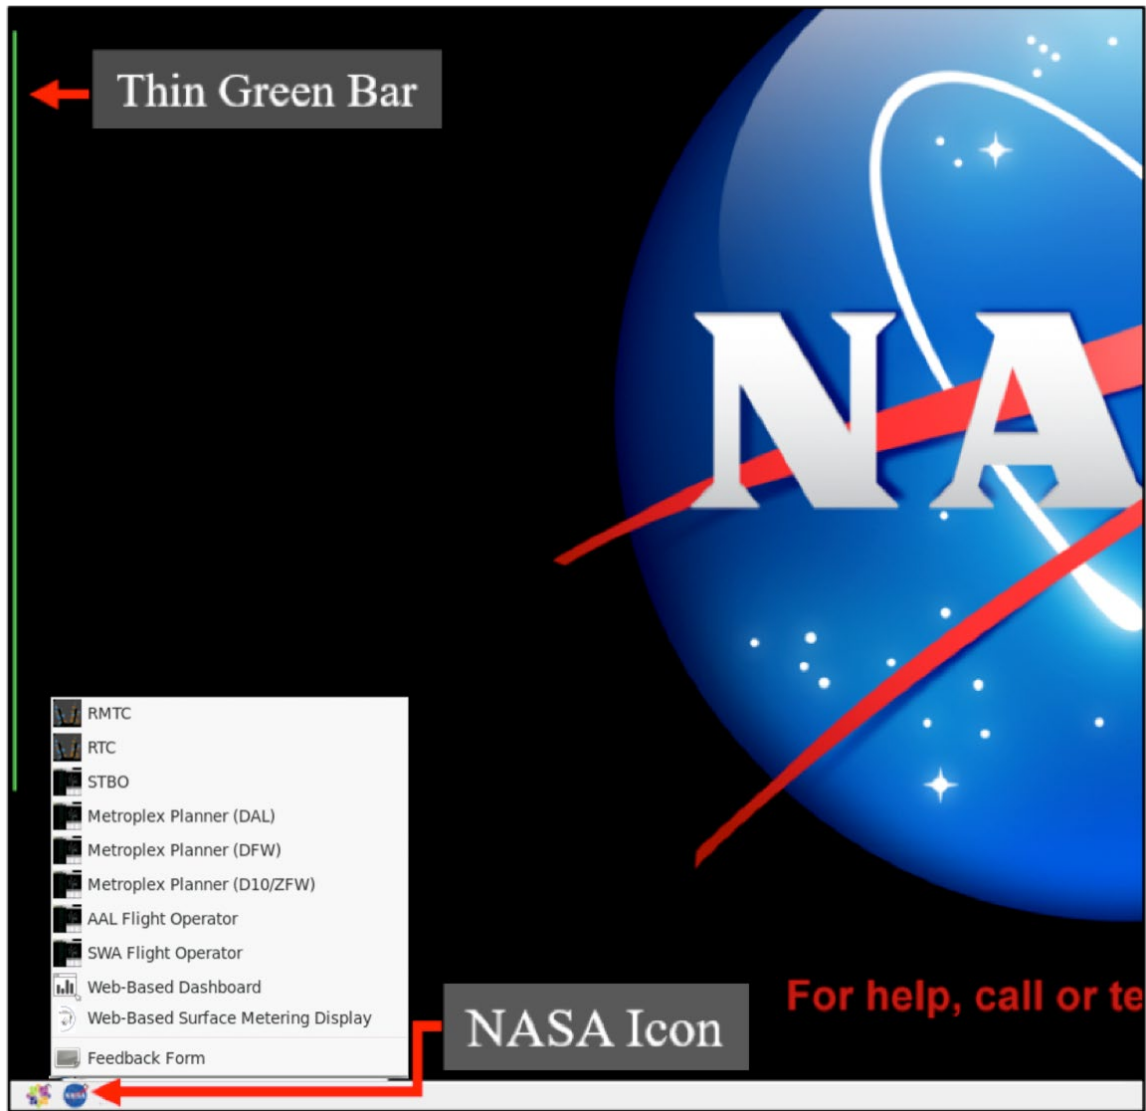 Thin Green Bar
NA
RMTC
RTC
STBO
Metroplex Planner (DAL)
Metroplex Planner (DFW)
Metroplex Planner (D10/ZFW)
AAL Flight Operator
SWA Flight Operator
Web-Based Dashboard
Web-Based Surface Metering Display
Feedback Form
For help, call or te
NASA Icon
NASA